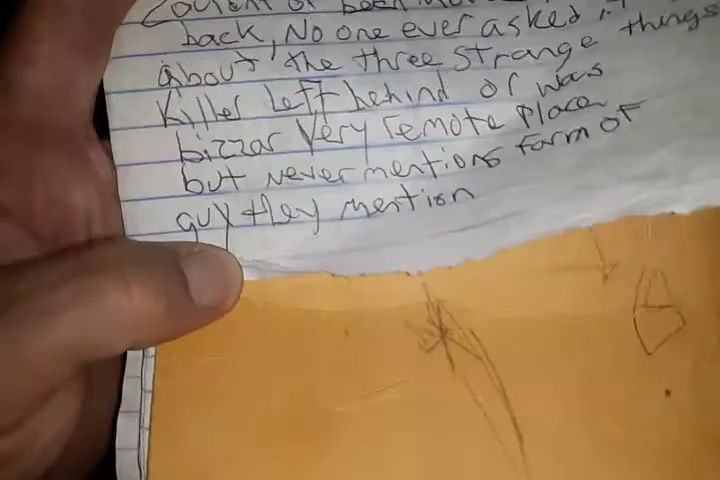 back, No one ever asked
about the three strange things
Killer Left behind or was
bizzar Very remote place
but never mentions form of
guy they mention